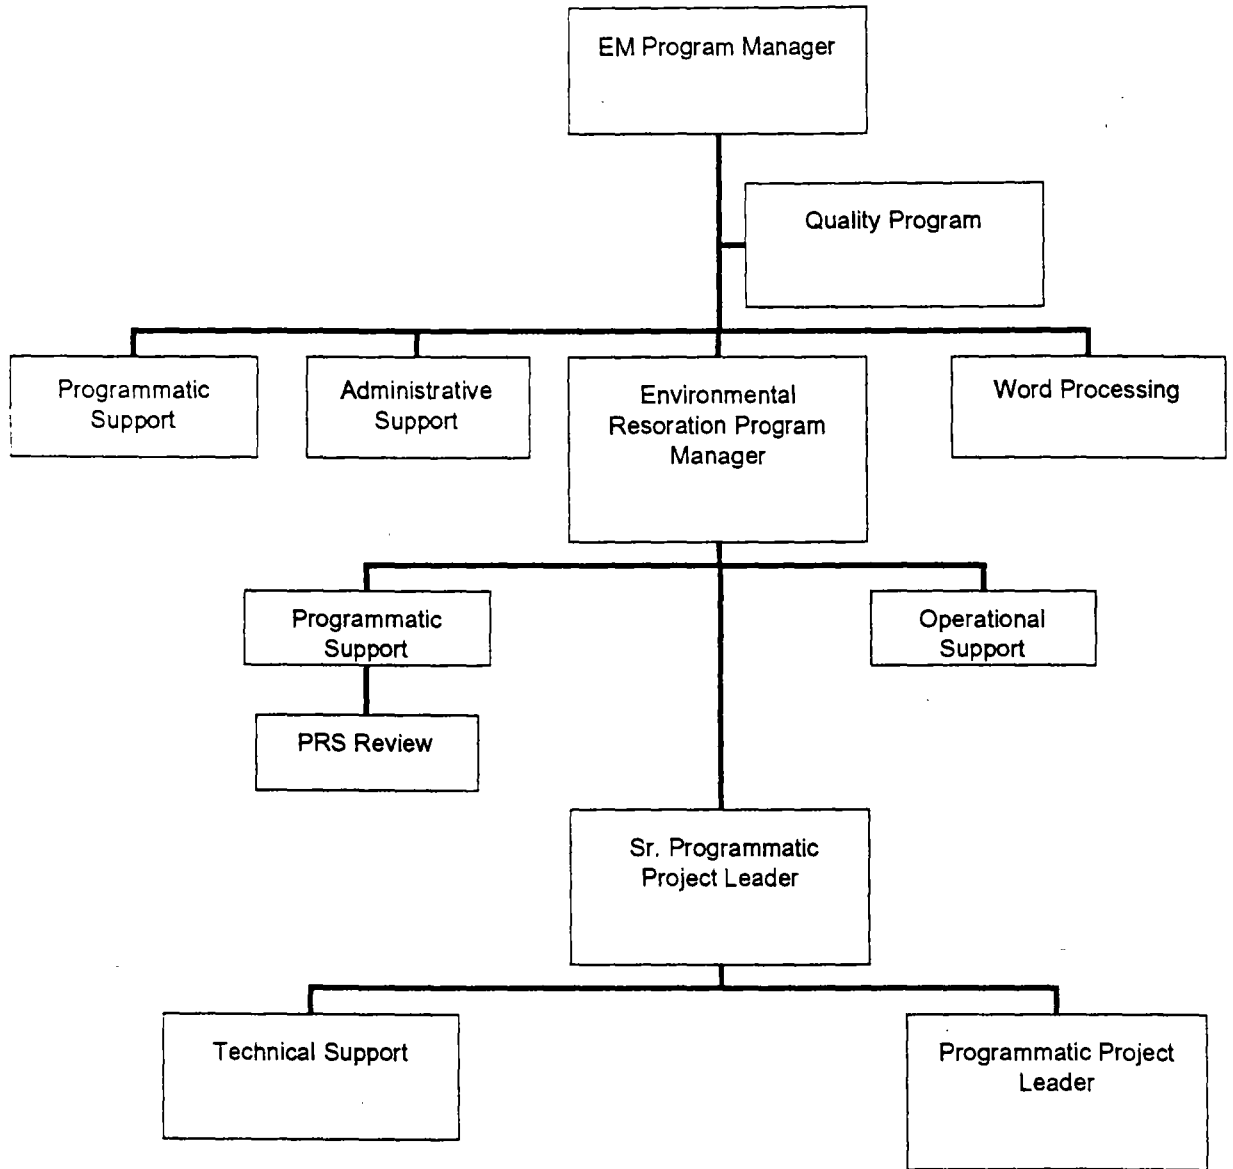 EM Program Manager
Quality Program
Programmatic
Support
Administrative
Support
Environmental
Resoration Program
Manager
Word Processing
Programmatic
Support
Operational
Support
PRS Review
Sr. Programmatic
Project Leader
Technical Support
Programmatic Project
Leader